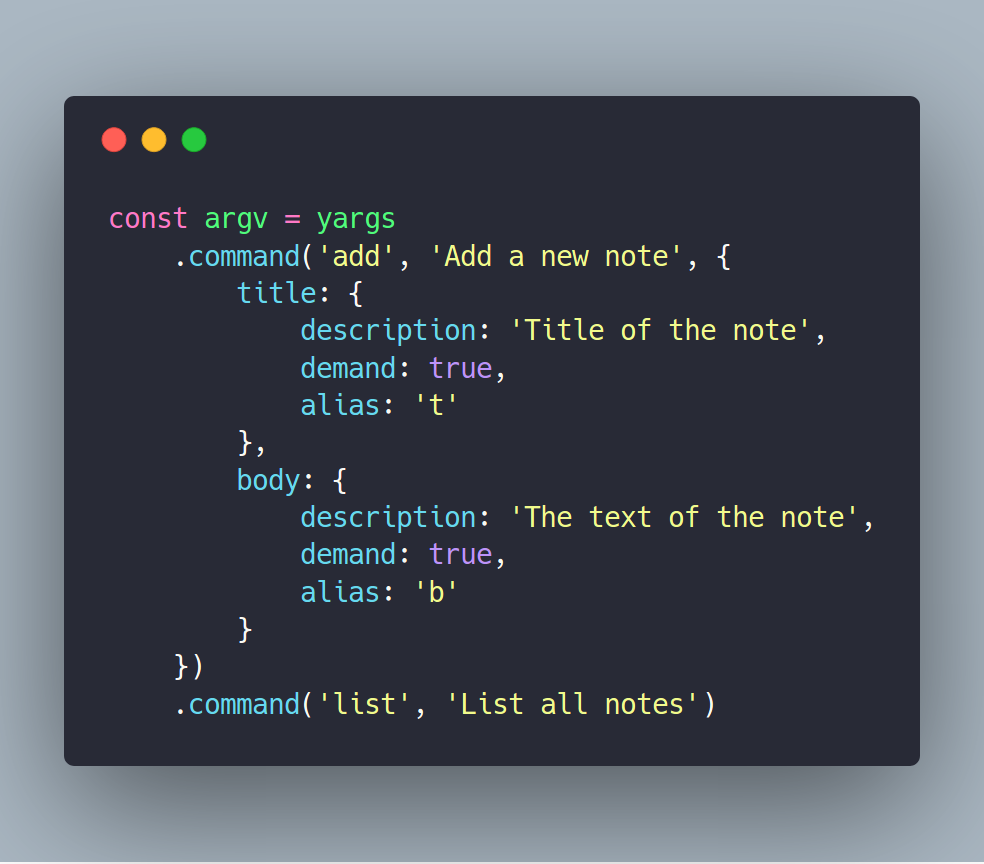 const argv = yargs
    .command('add', 'Add a new note', {
        title: {
            description: 'Title of the note',
            demand: true,
            alias: 't'
        },
        body: {
            description: 'The text of the note',
            demand: true,
            alias: 'b'
        }
    })
    .command('list', 'List all notes')